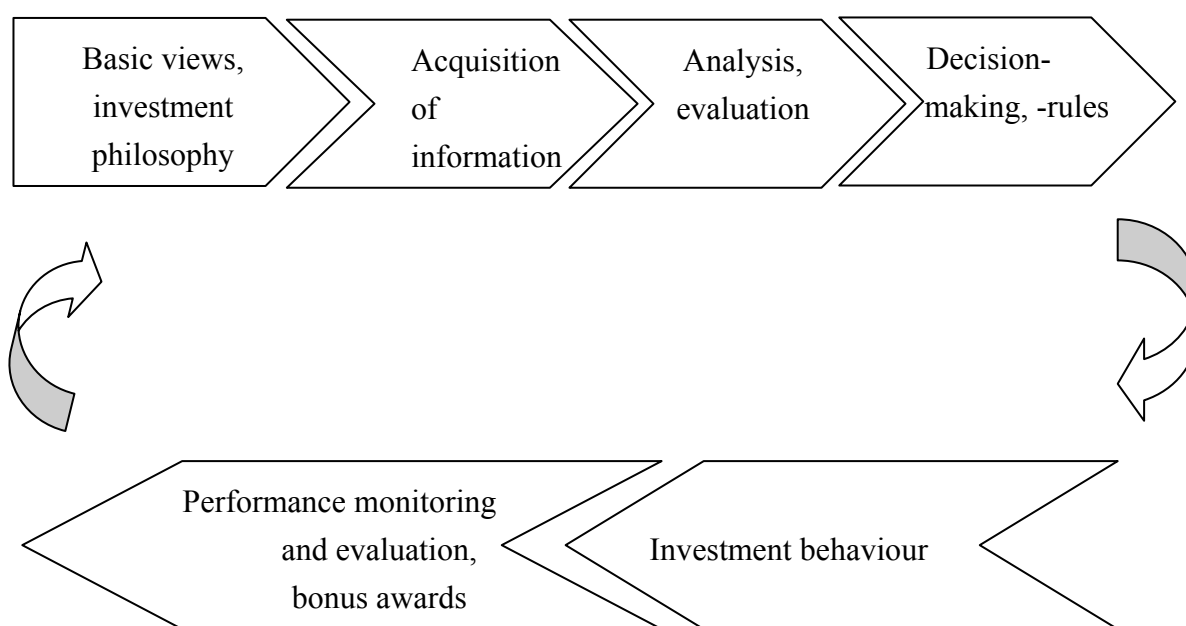 Basic views,
investment
philosophy
Acquisition
of
information
Analysis,
evaluation
Decision-
making, -rules
Performance monitoring
and evaluation,
bonus awards
Investment behaviour